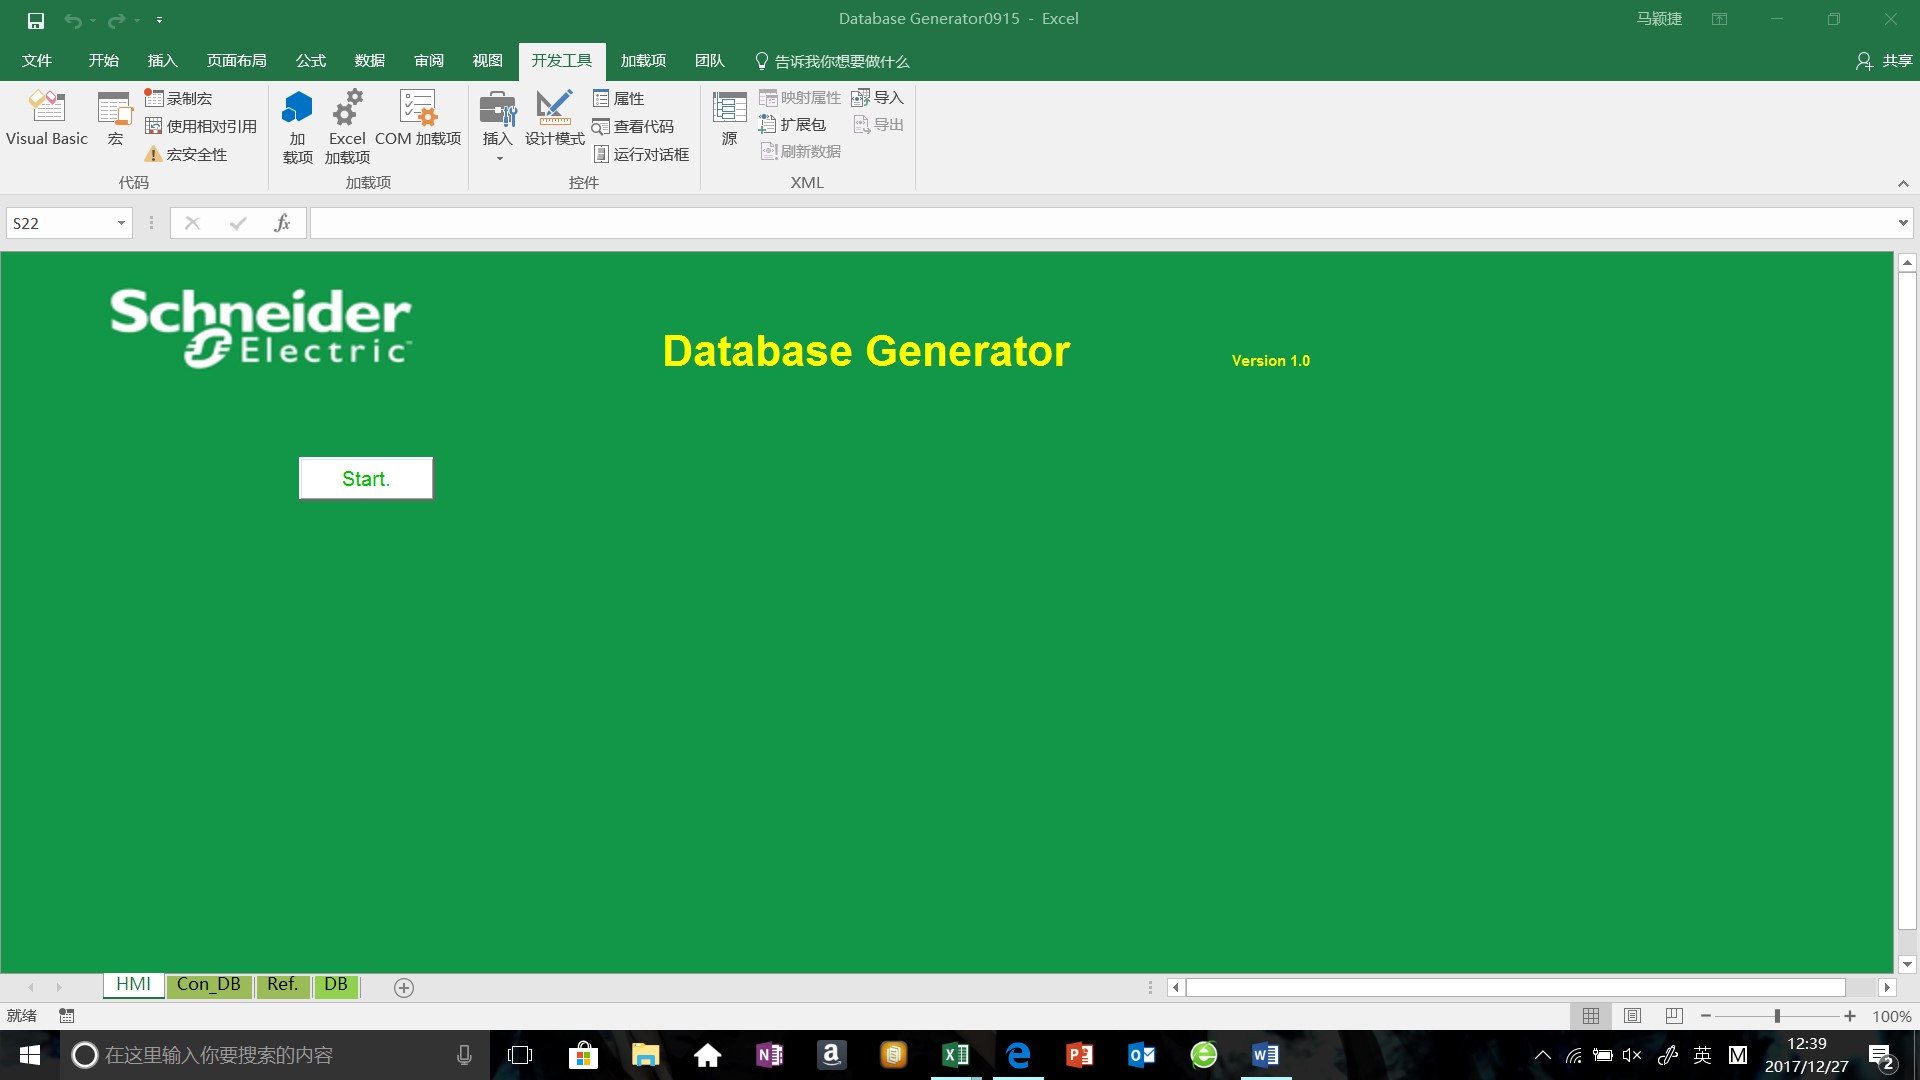 Database Generator0915 - Excel
马颖捷
文件 开始 插入 页面布局 公式 数据 审阅 视图 开发工具 加载项 团队 告诉我你想要做什么 共享
Visual Basic
宏
录制宏
使用相对引用
宏安全性
代码
加
载项
Excel
加载项
COM 加载项
加载项
插入
设计模式
属性
查看代码
运行对话框
控件
源
映射属性
扩展包
刷新数据
导入
导出
XML
S22
fx
Schneider
Electric
Database Generator
Version 1.0
Start.
HMI Con_DB Ref. DB
就绪
100%
在这里输入你要搜索的内容
英
M
12:39
2017/12/27
2